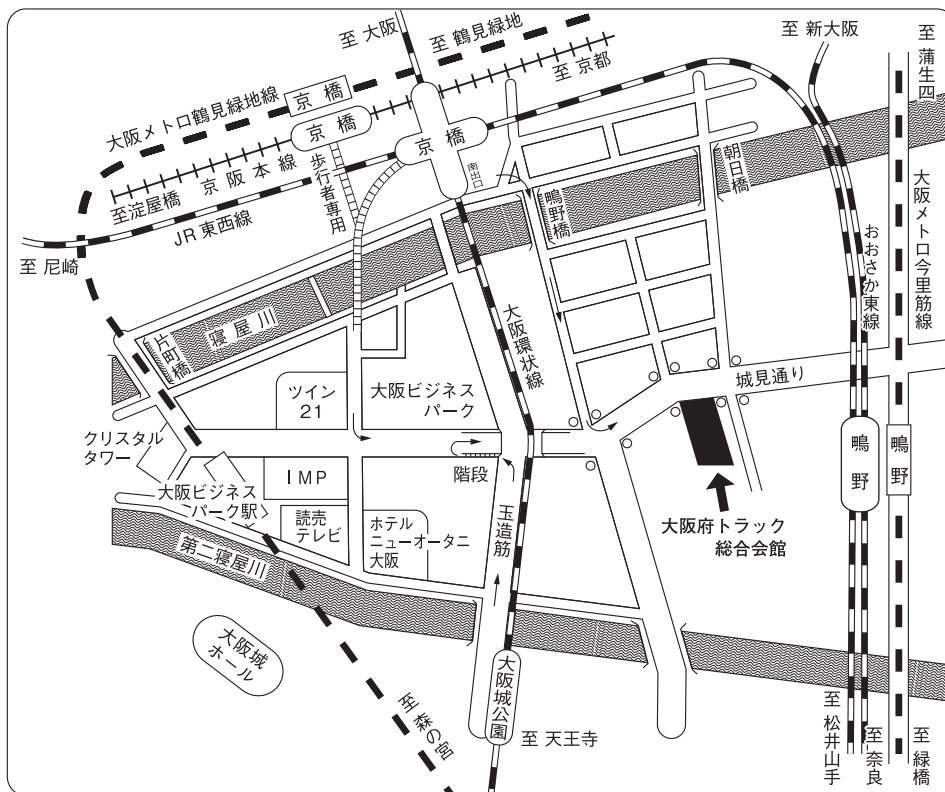 至 大阪
至 鶴見緑地
至 京都
至 新大阪
至 蒲生四
大阪メトロ鶴見緑地線
京橋
京橋
京橋
京阪本線
至淀屋橋
歩行者専用
JR東西線
至 尼崎
南出口
鴫野橋
朝日橋
大阪メトロ今里筋線
おおさか東線
寝屋川
片町橋
大阪環状線
城見通り
ツイン
21
大阪ビジネス
パーク
クリスタル
タワー
大阪ビジネス
パーク駅
IMP
階段
読売
テレビ
ホテル
ニューオータニ
大阪
玉造筋
鴫野
鴫野
大阪府トラック
総合会館
第二寝屋川
大阪城
ホール
大阪城公園
至 森の宮
至 天王寺
至 松井山手
至 奈良
至 緑橋